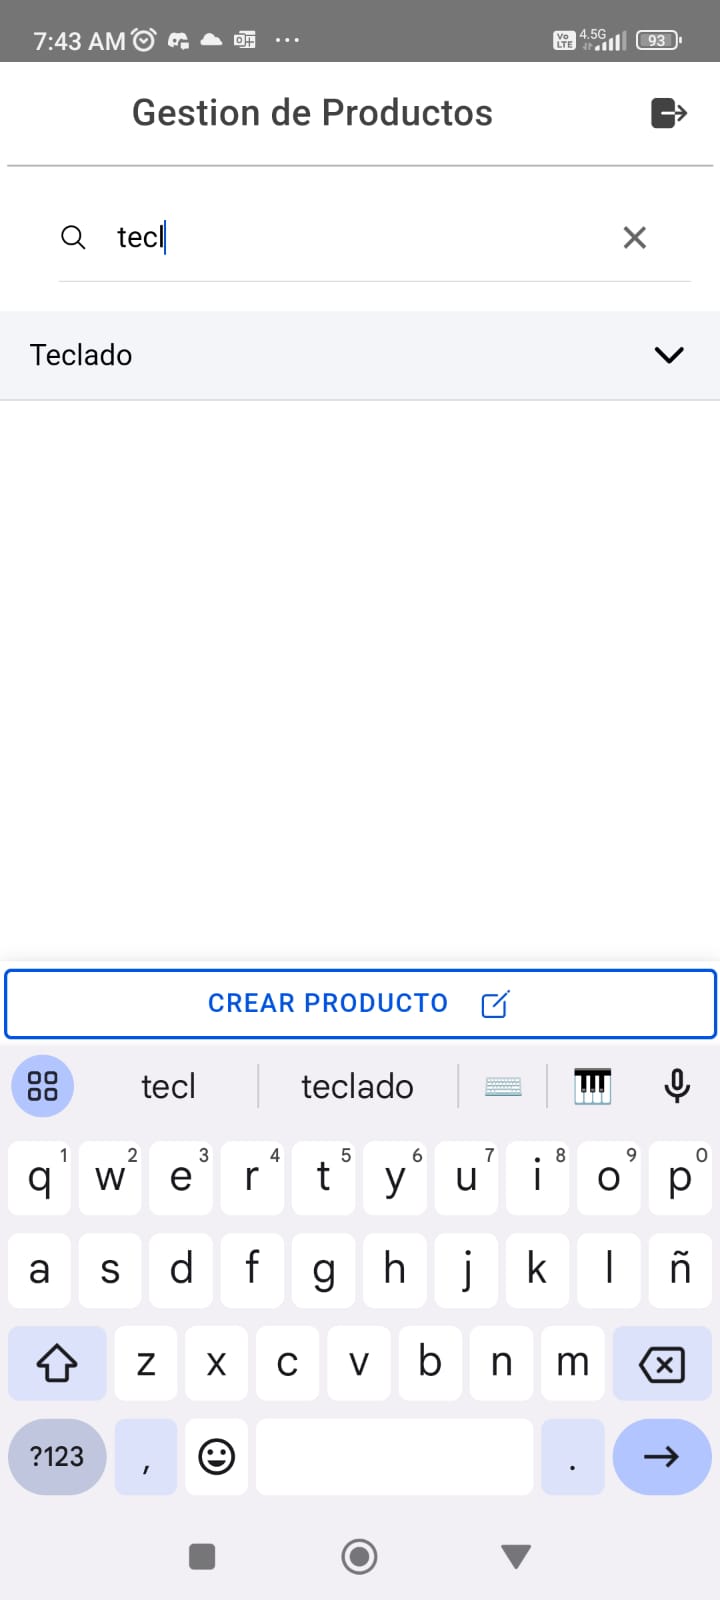 7:43 AM ... Vo LTE 4.5G 93
Gestion de Productos
tecl
Teclado
CREAR PRODUCTO
tecl teclado
q 1 w 2 e 3 r 4 t 5 y 6 u 7 i 8 o 9 p 0
a s d f g h j k l ñ
z x c v b n m
?123 , .